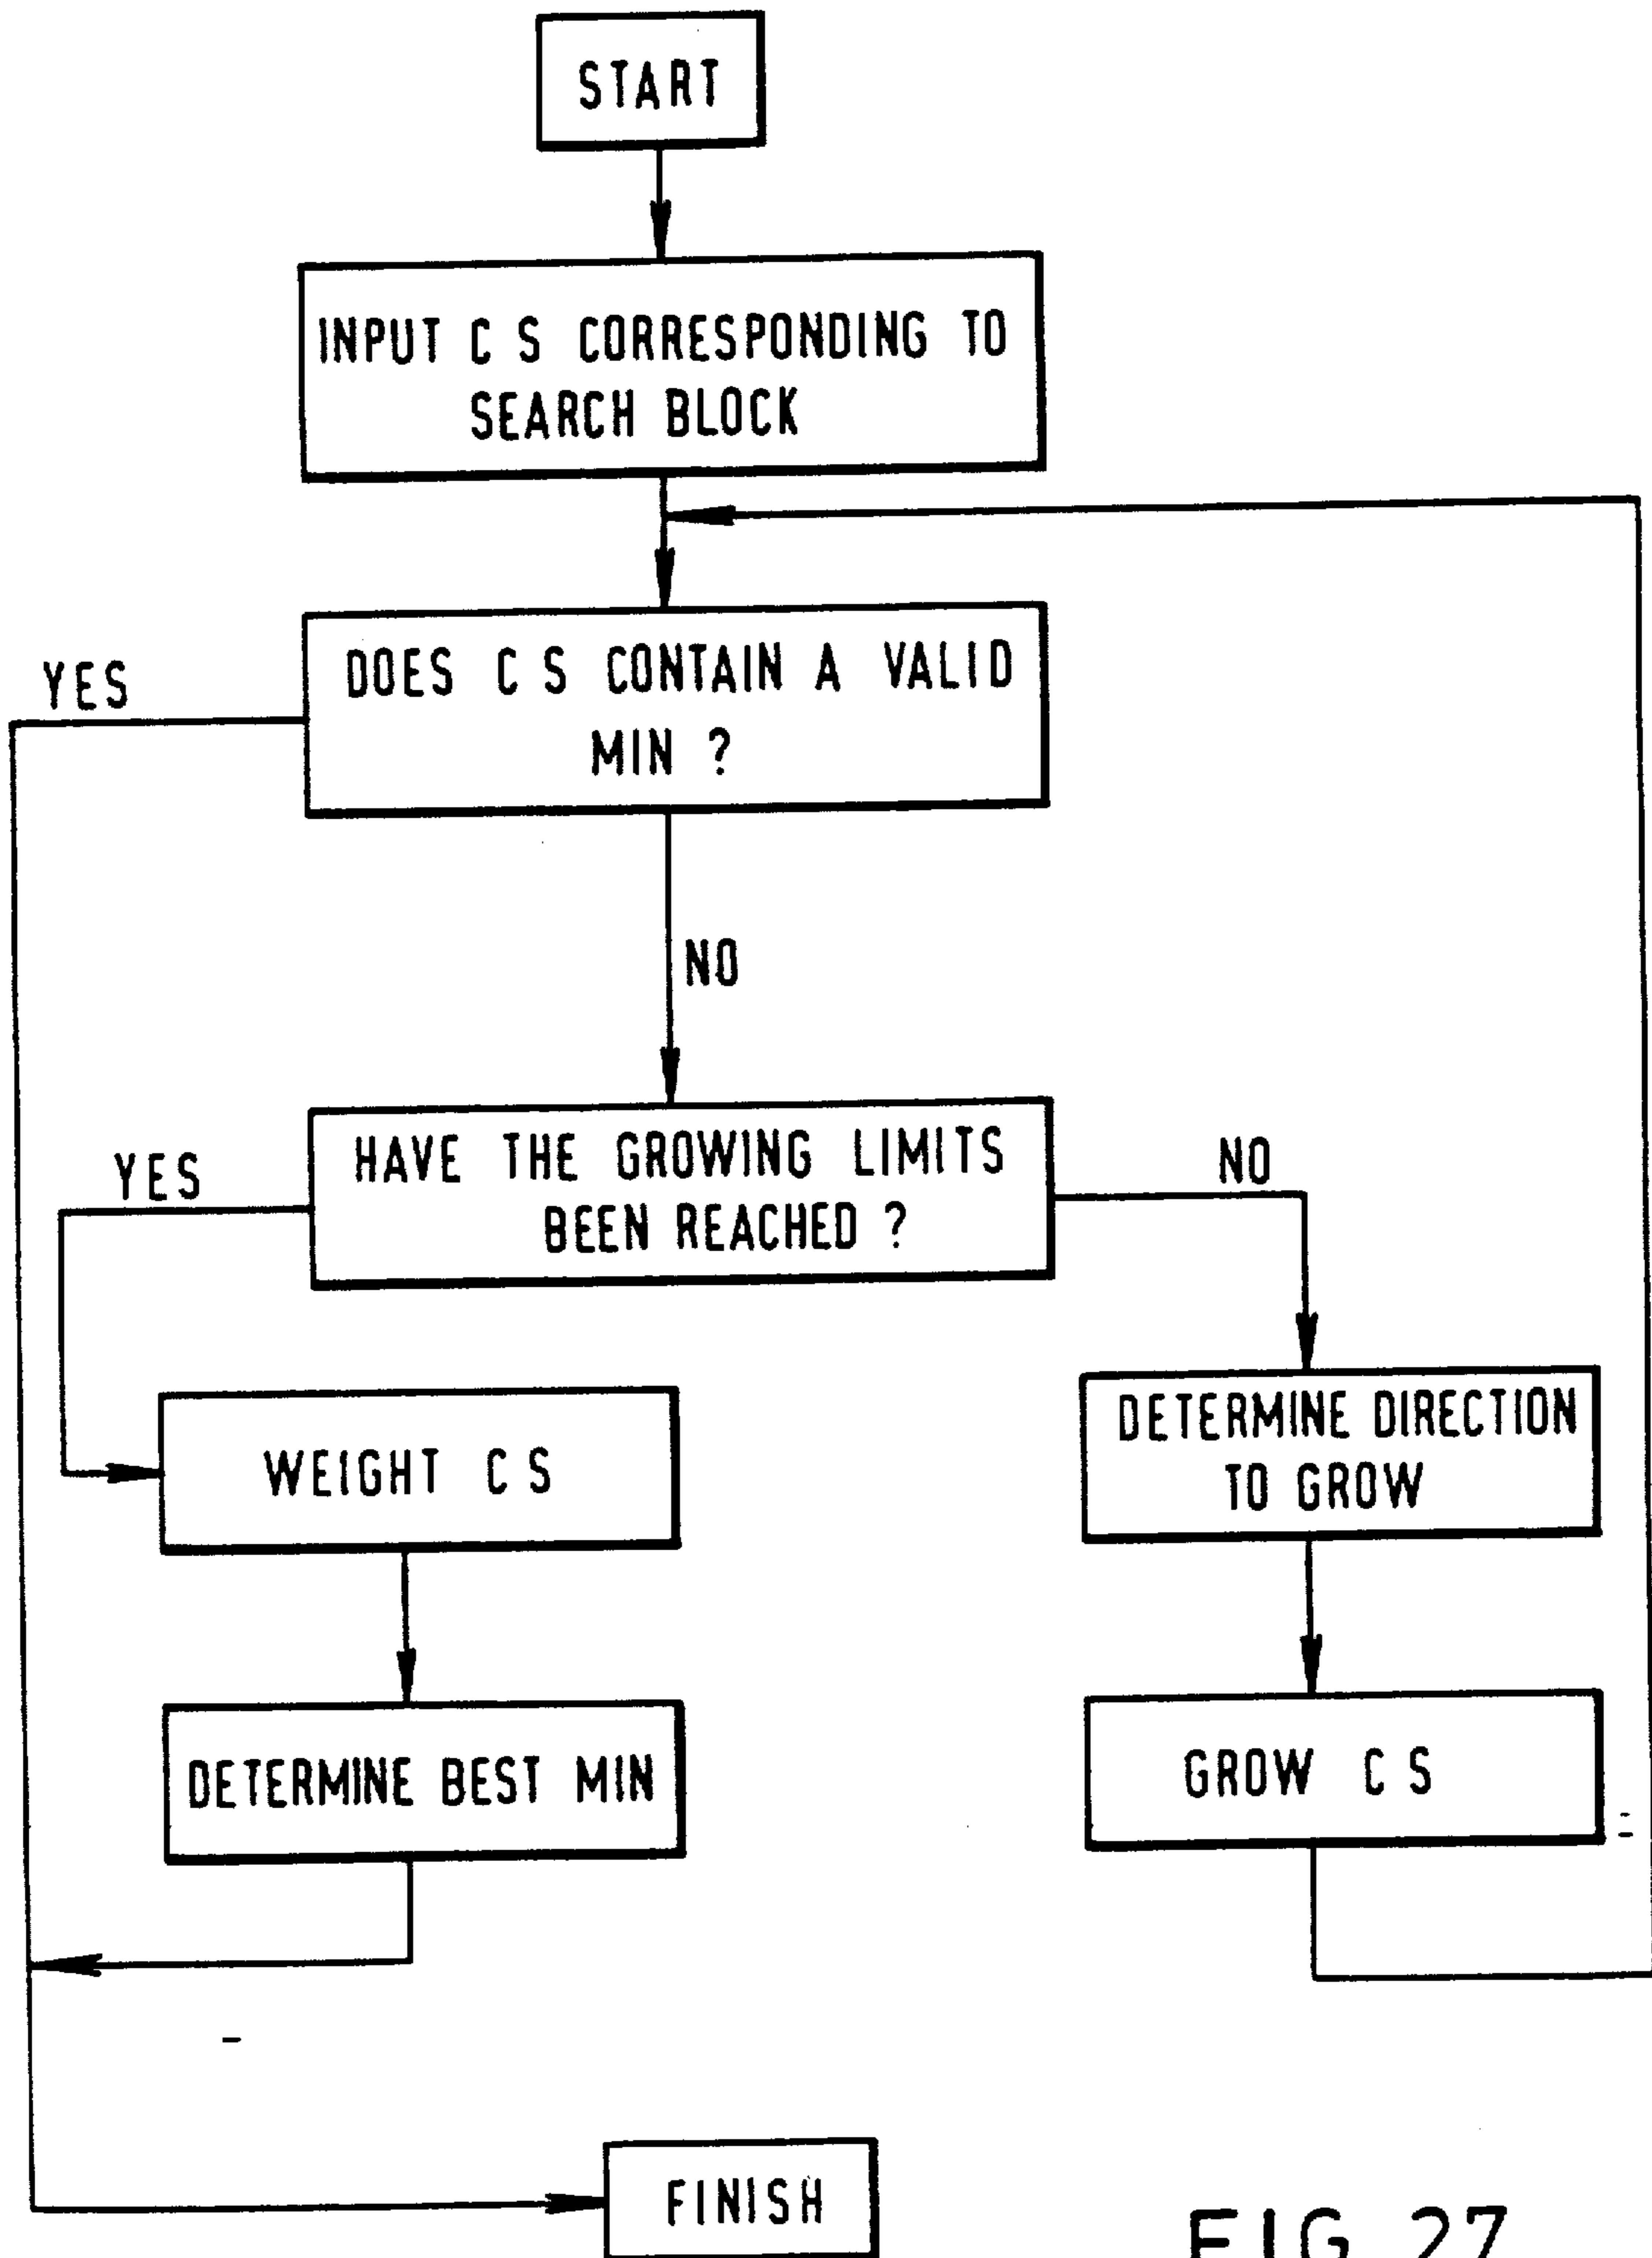 START
INPUT C S CORRESPONDING TO
SEARCH BLOCK
DOES C S CONTAIN A VALID
MIN ?
YES
NO
HAVE THE GROWING LIMITS
BEEN REACHED ?
YES
NO
WEIGHT C S
DETERMINE DIRECTION
TO GROW
DETERMINE BEST MIN
GROW C S
FINISH
FIG. 27